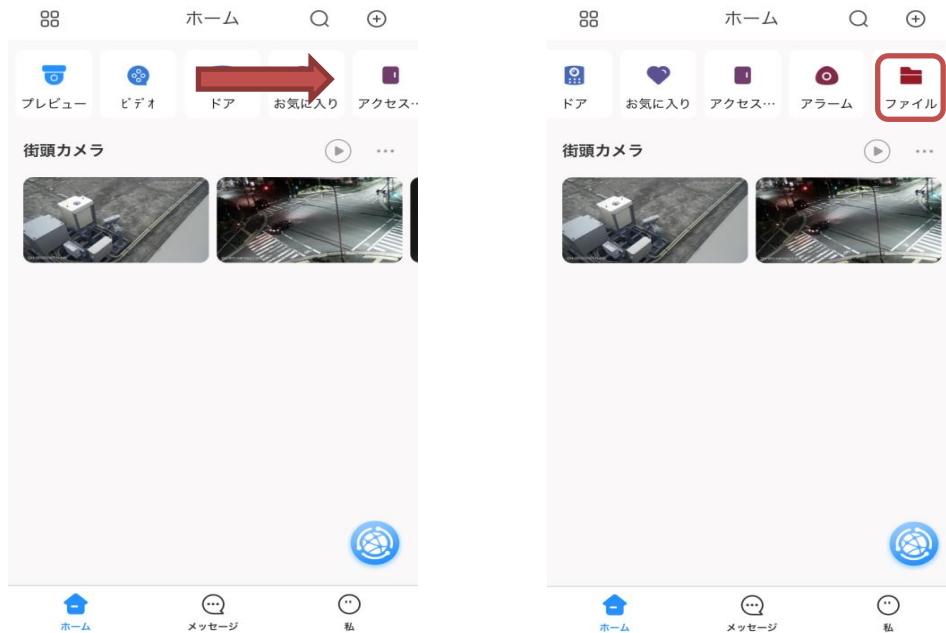 ホーム
プレビュー
ビデオ
ドア
お気に入り
アクセス…
街頭カメラ
ホーム
メッセージ
私
ホーム
ドア
お気に入り
アクセス…
アラーム
ファイル
街頭カメラ
ホーム
メッセージ
私